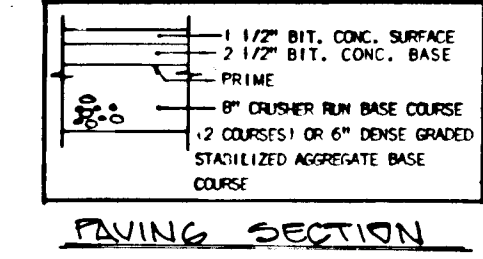 1 1/2" BIT. CONC. SURFACE
2 1/2" BIT. CONC. BASE
PRIME
8" CRUSHER RUN BASE COURSE
(2 COURSES) OR 6" DENSE GRADED
STABILIZED AGGREGATE BASE
COURSE
PAVING SECTION